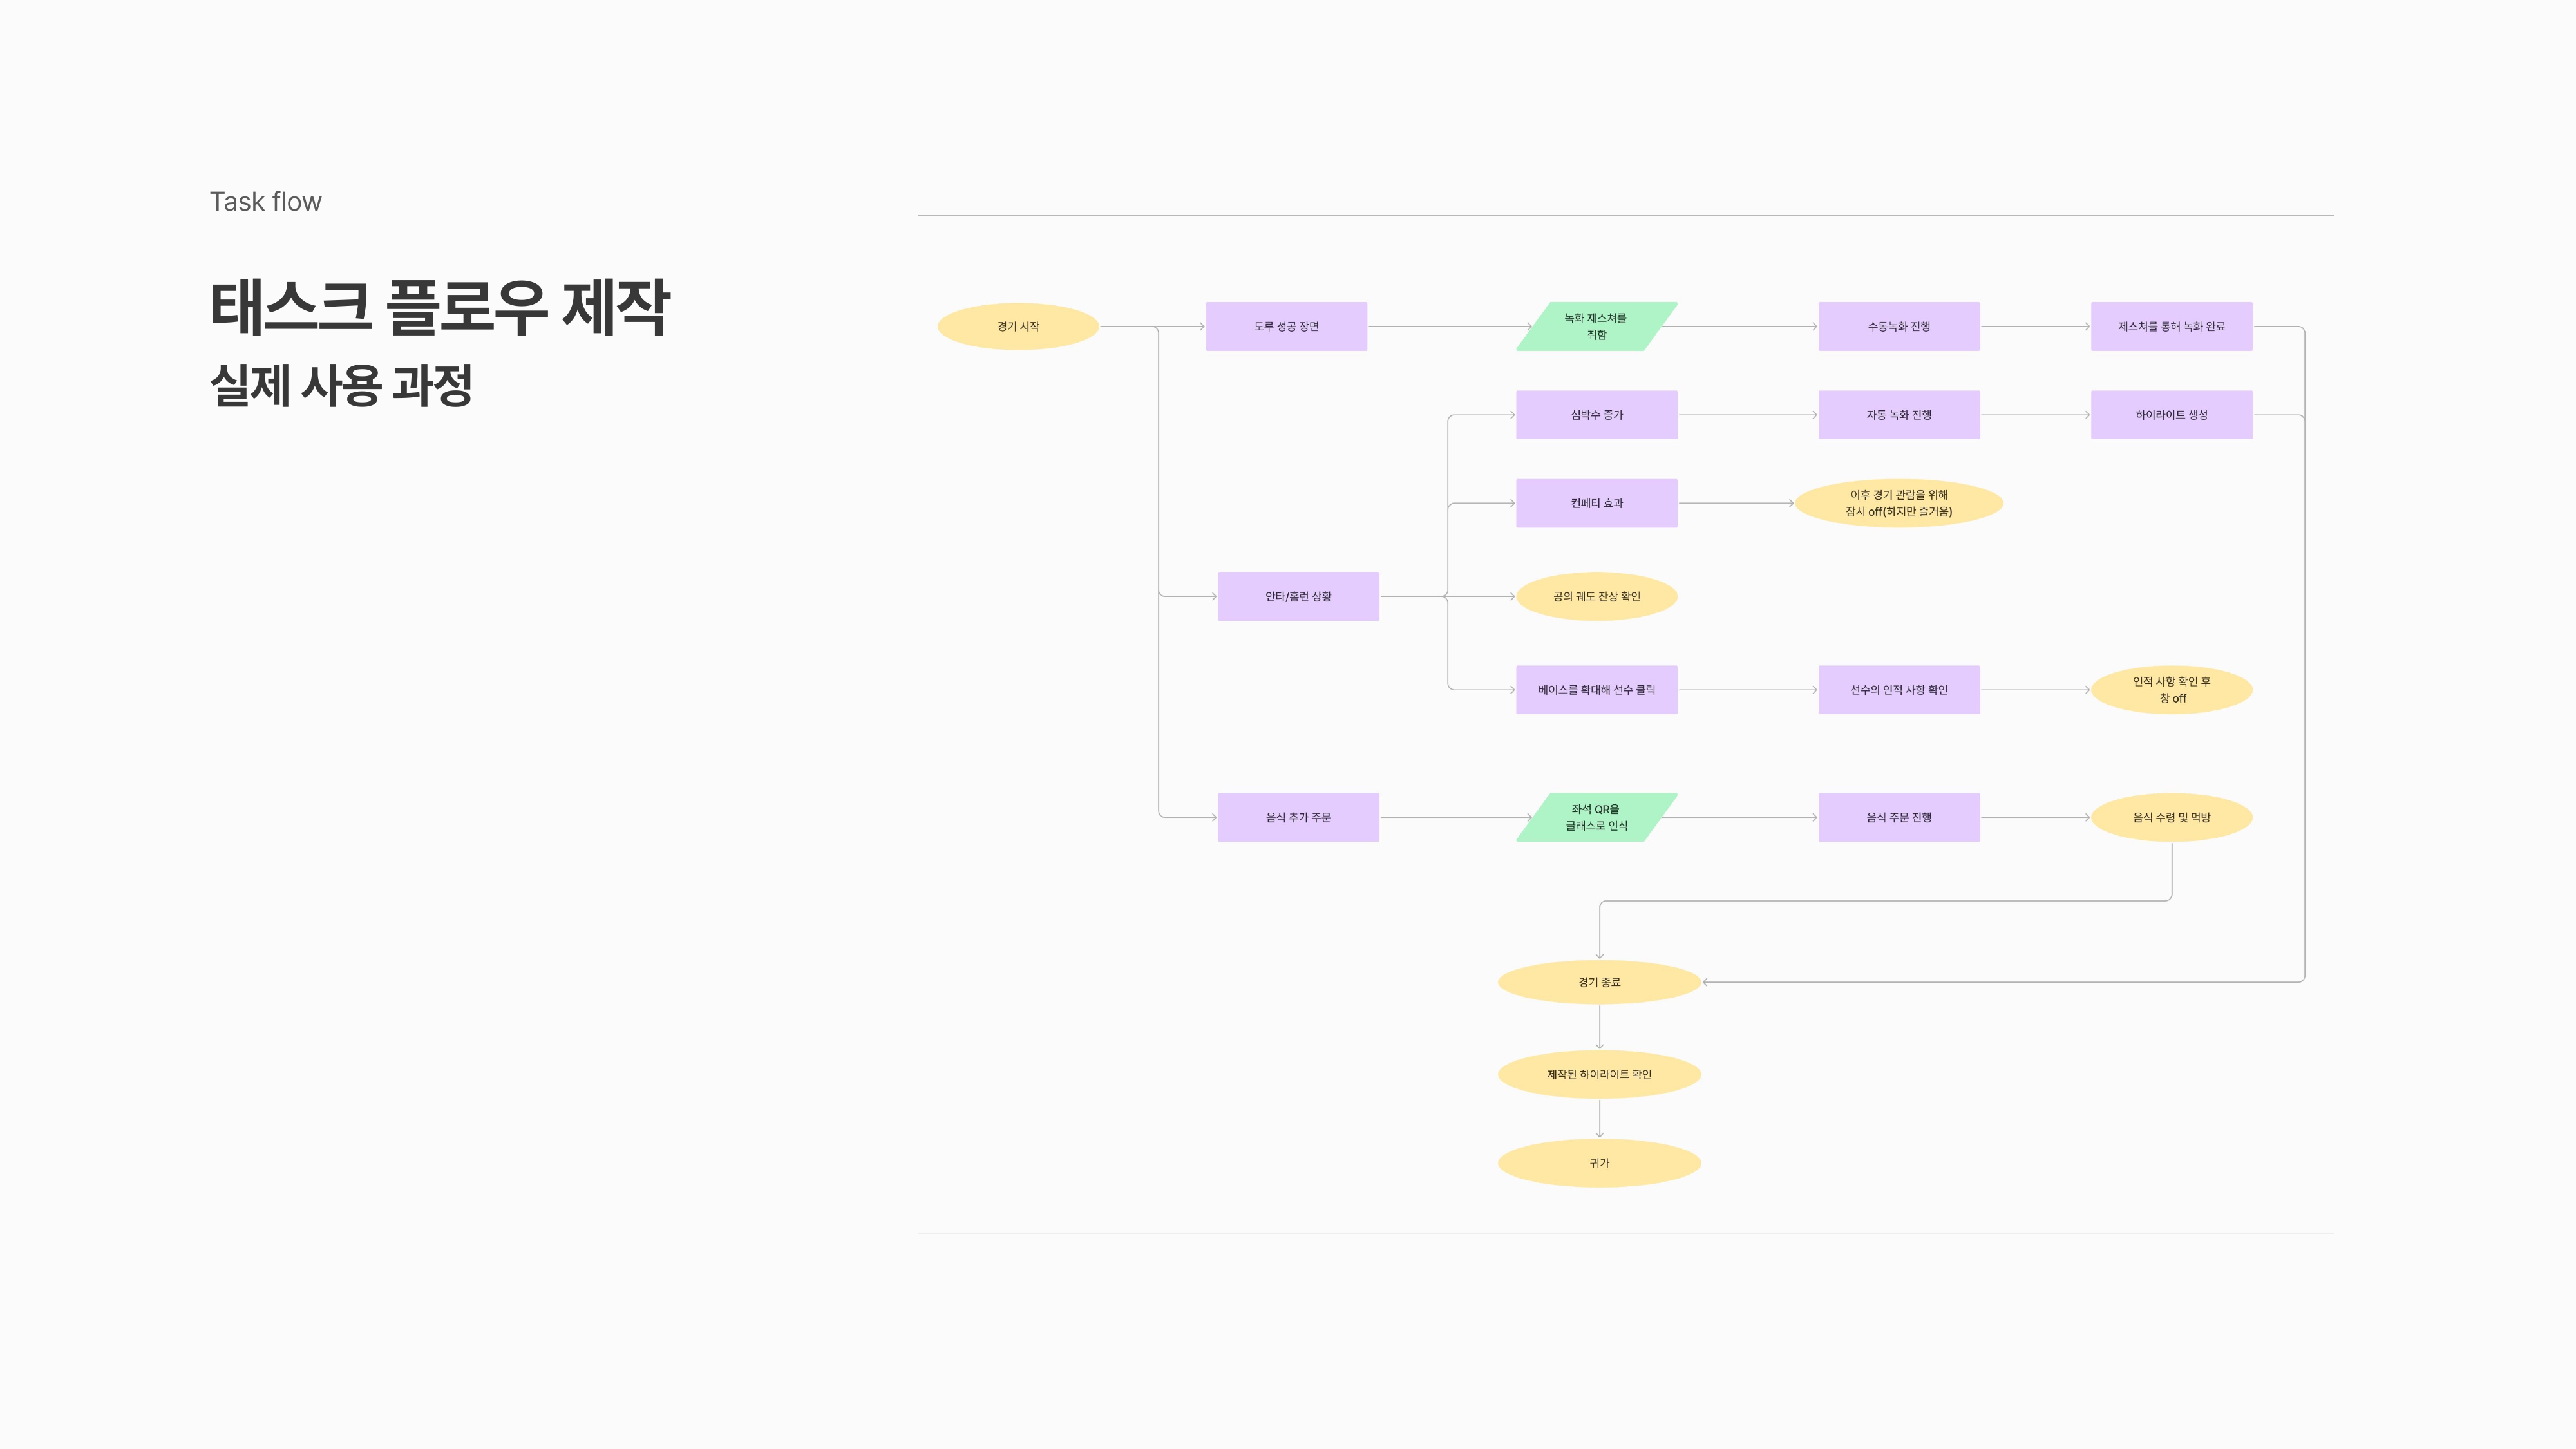 Task flow
태스크 플로우 제작
실제 사용 과정
경기 시작
도루 성공 장면
녹화 제스쳐를
취함
수동녹화 진행
제스쳐를 통해 녹화 완료
심박수 증가
자동 녹화 진행
하이라이트 생성
컨페티 효과
이후 경기 관람을 위해
잠시 off(하지만 즐거움)
안타/홀런 상황
공의 궤도 잔상 확인
베이스를 확대해 선수 클릭
선수의 인적 사항 확인
인적 사항 확인 후
창 off
음식 추가 주문
좌석 QR을
글래스로 인식
음식 주문 진행
음식 수령 및 먹방
경기 종료
제작된 하이라이트 확인
귀가